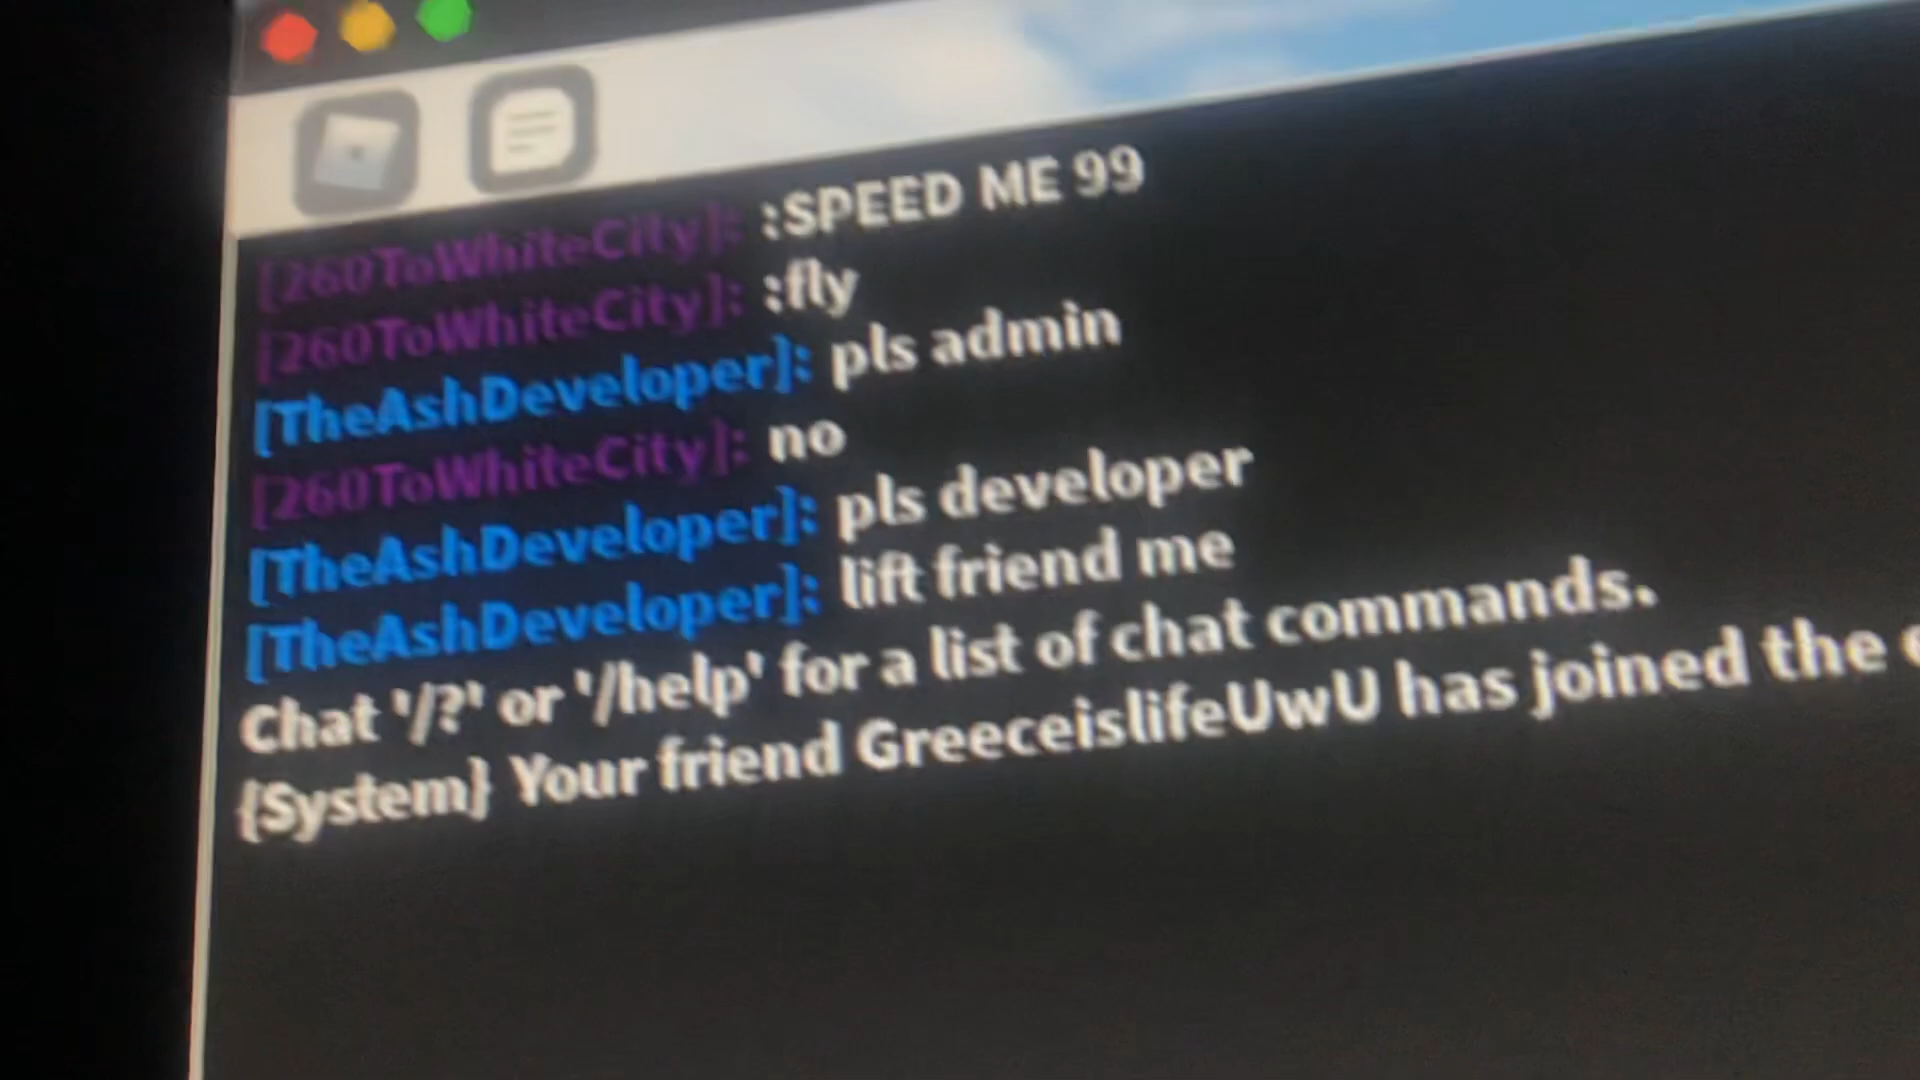 [260ToWhiteCity]: :SPEED ME 99
[260ToWhiteCity]: :fly
[TheAshDeveloper]: pls admin
[260ToWhiteCity]: no
[TheAshDeveloper]: pls developer
[TheAshDeveloper]: lift friend me
Chat '/?' or '/help' for a list of chat commands.
{System} Your friend GreeceislifeUwU has joined the